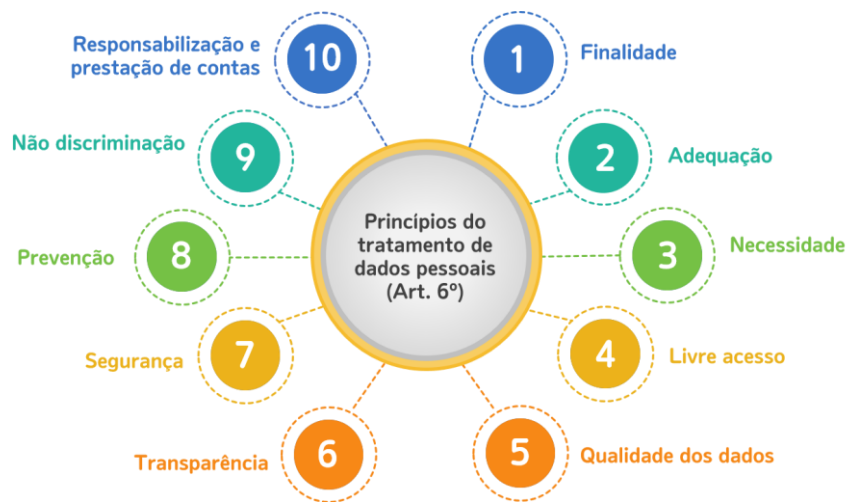 Princípios do
tratamento de
dados pessoais
(Art. 6º)
1
Finalidade
2
Adequação
3
Necessidade
4
Livre acesso
5
Qualidade dos dados
6
Transparência
7
Segurança
8
Prevenção
9
Não discriminação
10
Responsabilização e
prestação de contas